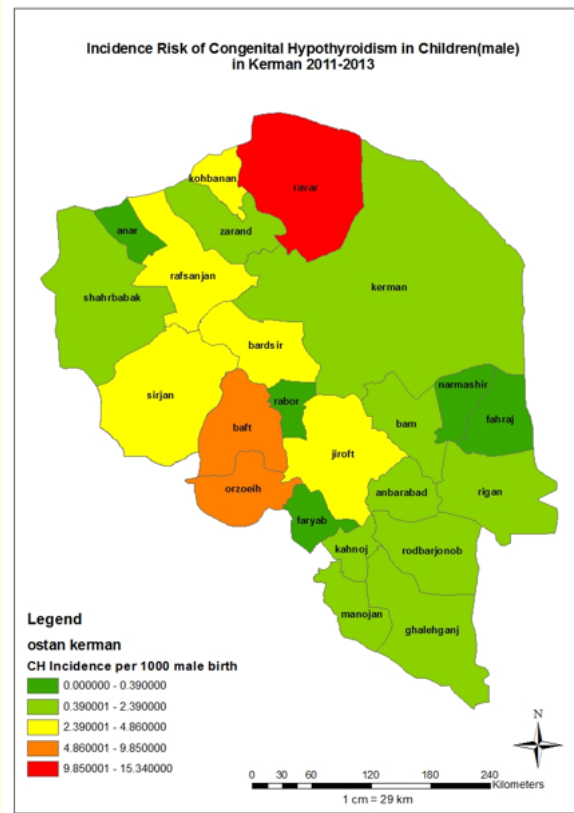 Incidence Risk of Congenital Hypothyroidism in Children(male)
in Kerman 2011-2013
kohbanan
ravar
anar
zarand
rafsanjan
shahrbabak
kerman
bardsir
sirjan
rabor
narmashir
baft
bam
fahraj
jiroft
orzoeih
anbarabad
rigan
faryab
kahnoj
rodbarjonob
manojan
ghalehganj
Legend
ostan kerman
CH Incidence per 1000 male birth
0.000000 - 0.390000
0.390001 - 2.390000
2.390001 - 4.860000
4.860001 - 9.850000
9.850001 - 15.340000
N
0 30 60 120 180 240
Kilometers
1 cm = 29 km